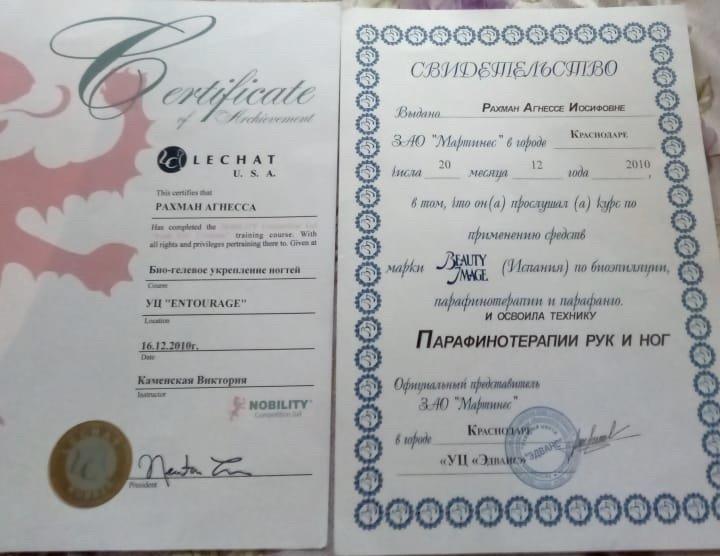 Certificate
of Archievement
LECHAT
U. S. A.
This certifies that
РАХМАН АГНЕССА
Has completed the
training course. With
all rights and privileges pertraining there to. Given at
Био-гелевое укрепление ногтей
Course
УЦ "ENTOURAGE"
Location
16.12.2010г.
Date
Каменская Виктория
Instructor
NOBILITY
Competition Gel
President
СВИДЕТЕЛЬСТВО
Выдано РАХМАН АГНЕССЕ ИОСИФОВНЕ
ЗАО "Мартинес" в городе КРАСНОДАРЕ
числа 20 месяца 12 года 2010,
в том, что он(а) прослушал (а) курс по
применению средств
марки BEAUTY IMAGE (Испания) по биоэпиляции,
парафинотерапии и парафанго.
И ОСВОИЛА ТЕХНИКУ
ПАРАФИНОТЕРАПИИ РУК И НОГ
Официальный представитель
ЗАО "Мартинес"
в городе КРАСНОДАРЕ
«УЦ «Эдванс»
"ЭДВАНС"